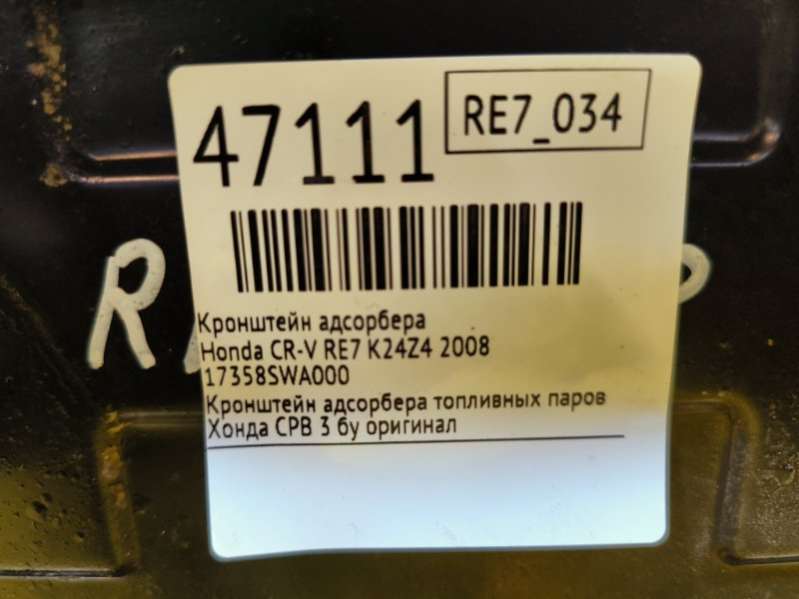 47111
RE7_034
Кронштейн адсорбера
Honda CR-V RE7 K24Z4 2008
17358SWA000
Кронштейн адсорбера топливных паров
Хонда СРВ 3 бу оригинал